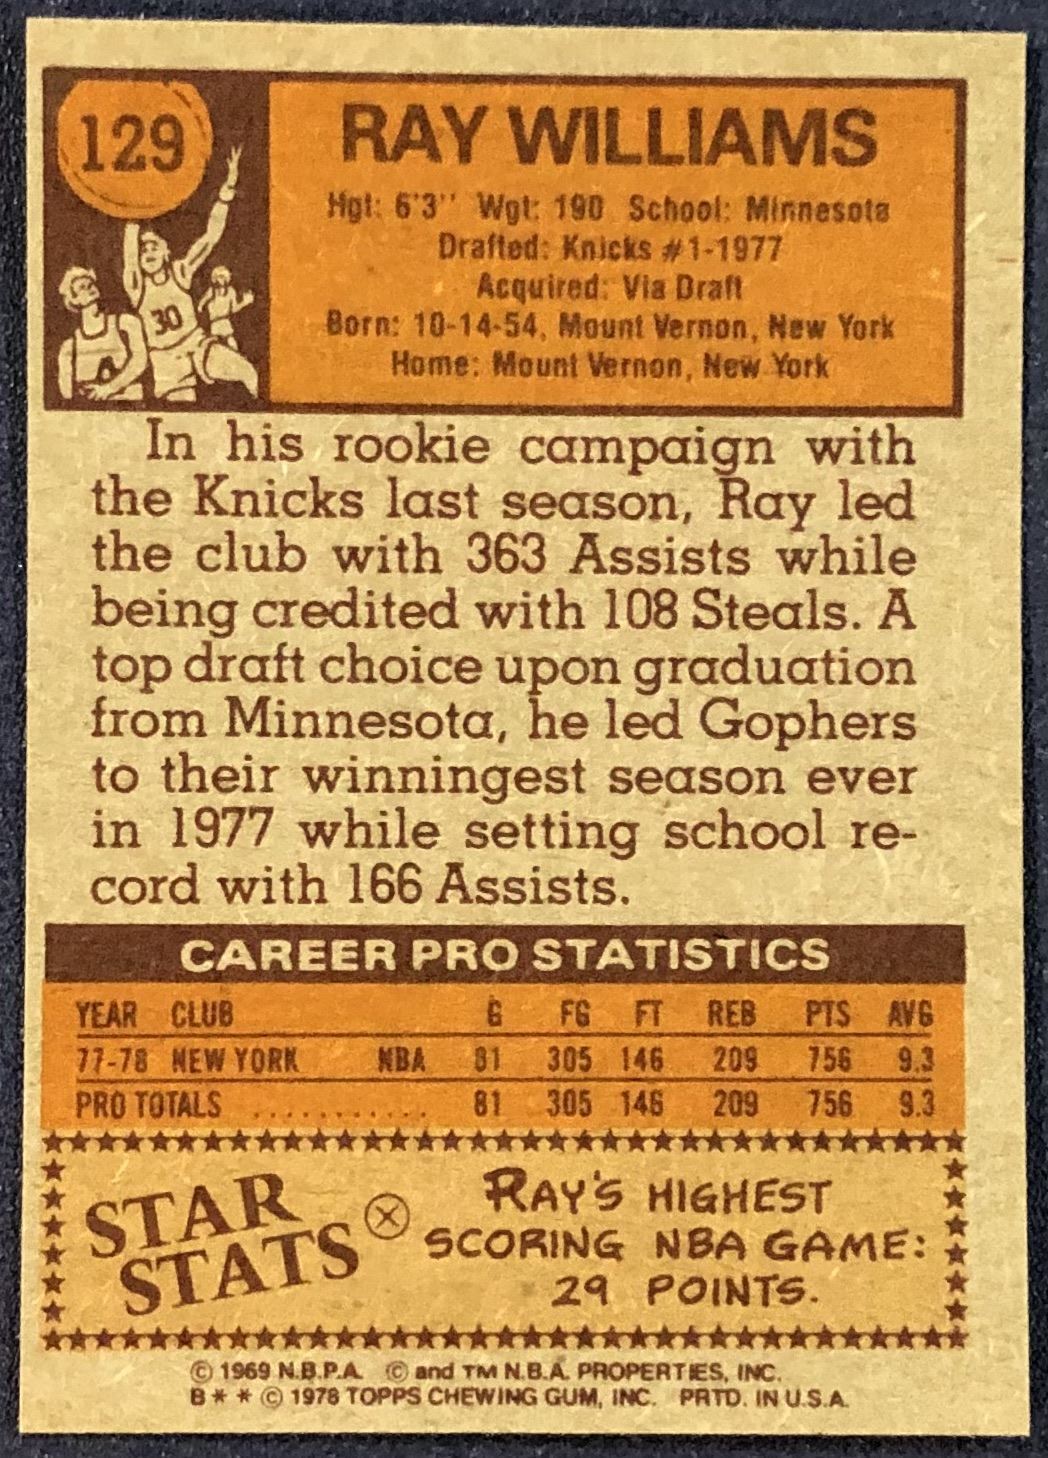 129
RAY WILLIAMS
Hgt: 6'3" Wgt: 190 School: Minnesota
Drafted: Knicks #1-1977
Acquired: Via Draft
Born: 10-14-54, Mount Vernon, New York
Home: Mount Vernon, New York
30
In his rookie campaign with
the Knicks last season, Ray led
the club with 363 Assists while
being credited with 108 Steals. A
top draft choice upon graduation
from Minnesota, he led Gophers
to their winningest season ever
in 1977 while setting school re-
cord with 166 Assists.
CAREER PRO STATISTICS
YEAR CLUB G FG FT REB PTS AVG
77-78 NEW YORK NBA 81 305 146 209 756 9.3
PRO TOTALS ........... 81 305 146 209 756 9.3
STAR
STATS
RAY'S HIGHEST
SCORING NBA GAME:
29 POINTS.
© 1969 N.B.P.A. © and TM N.B.A. PROPERTIES, INC.
B * * © 1978 TOPPS CHEWING GUM, INC. PRTD. IN U.S.A.